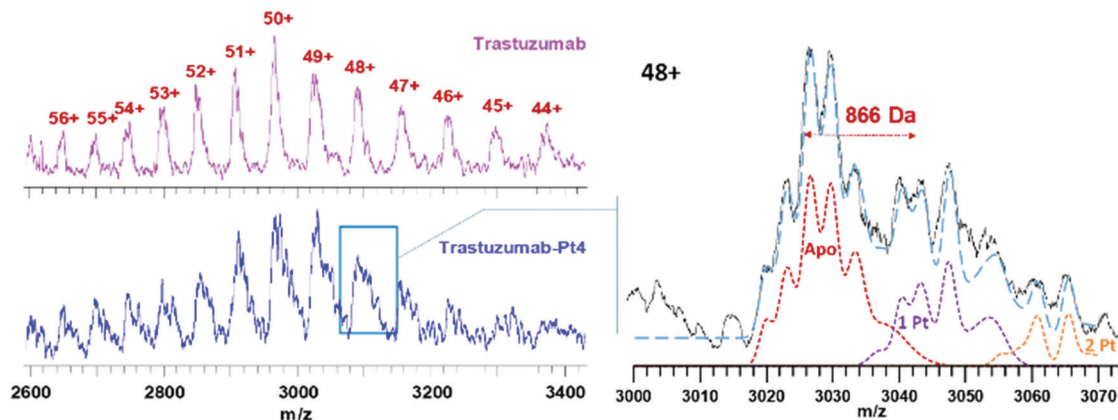 50+
Trastuzumab
51+
49+
52+
48+
53+
47+
54+
46+
56+
55+
45+
44+
Trastuzumab-Pt4
2600 2800 3000 3200 3400
m/z
48+
866 Da
Apo
1 Pt
2 Pt
3000 3010 3020 3030 3040 3050 3060 3070
m/z